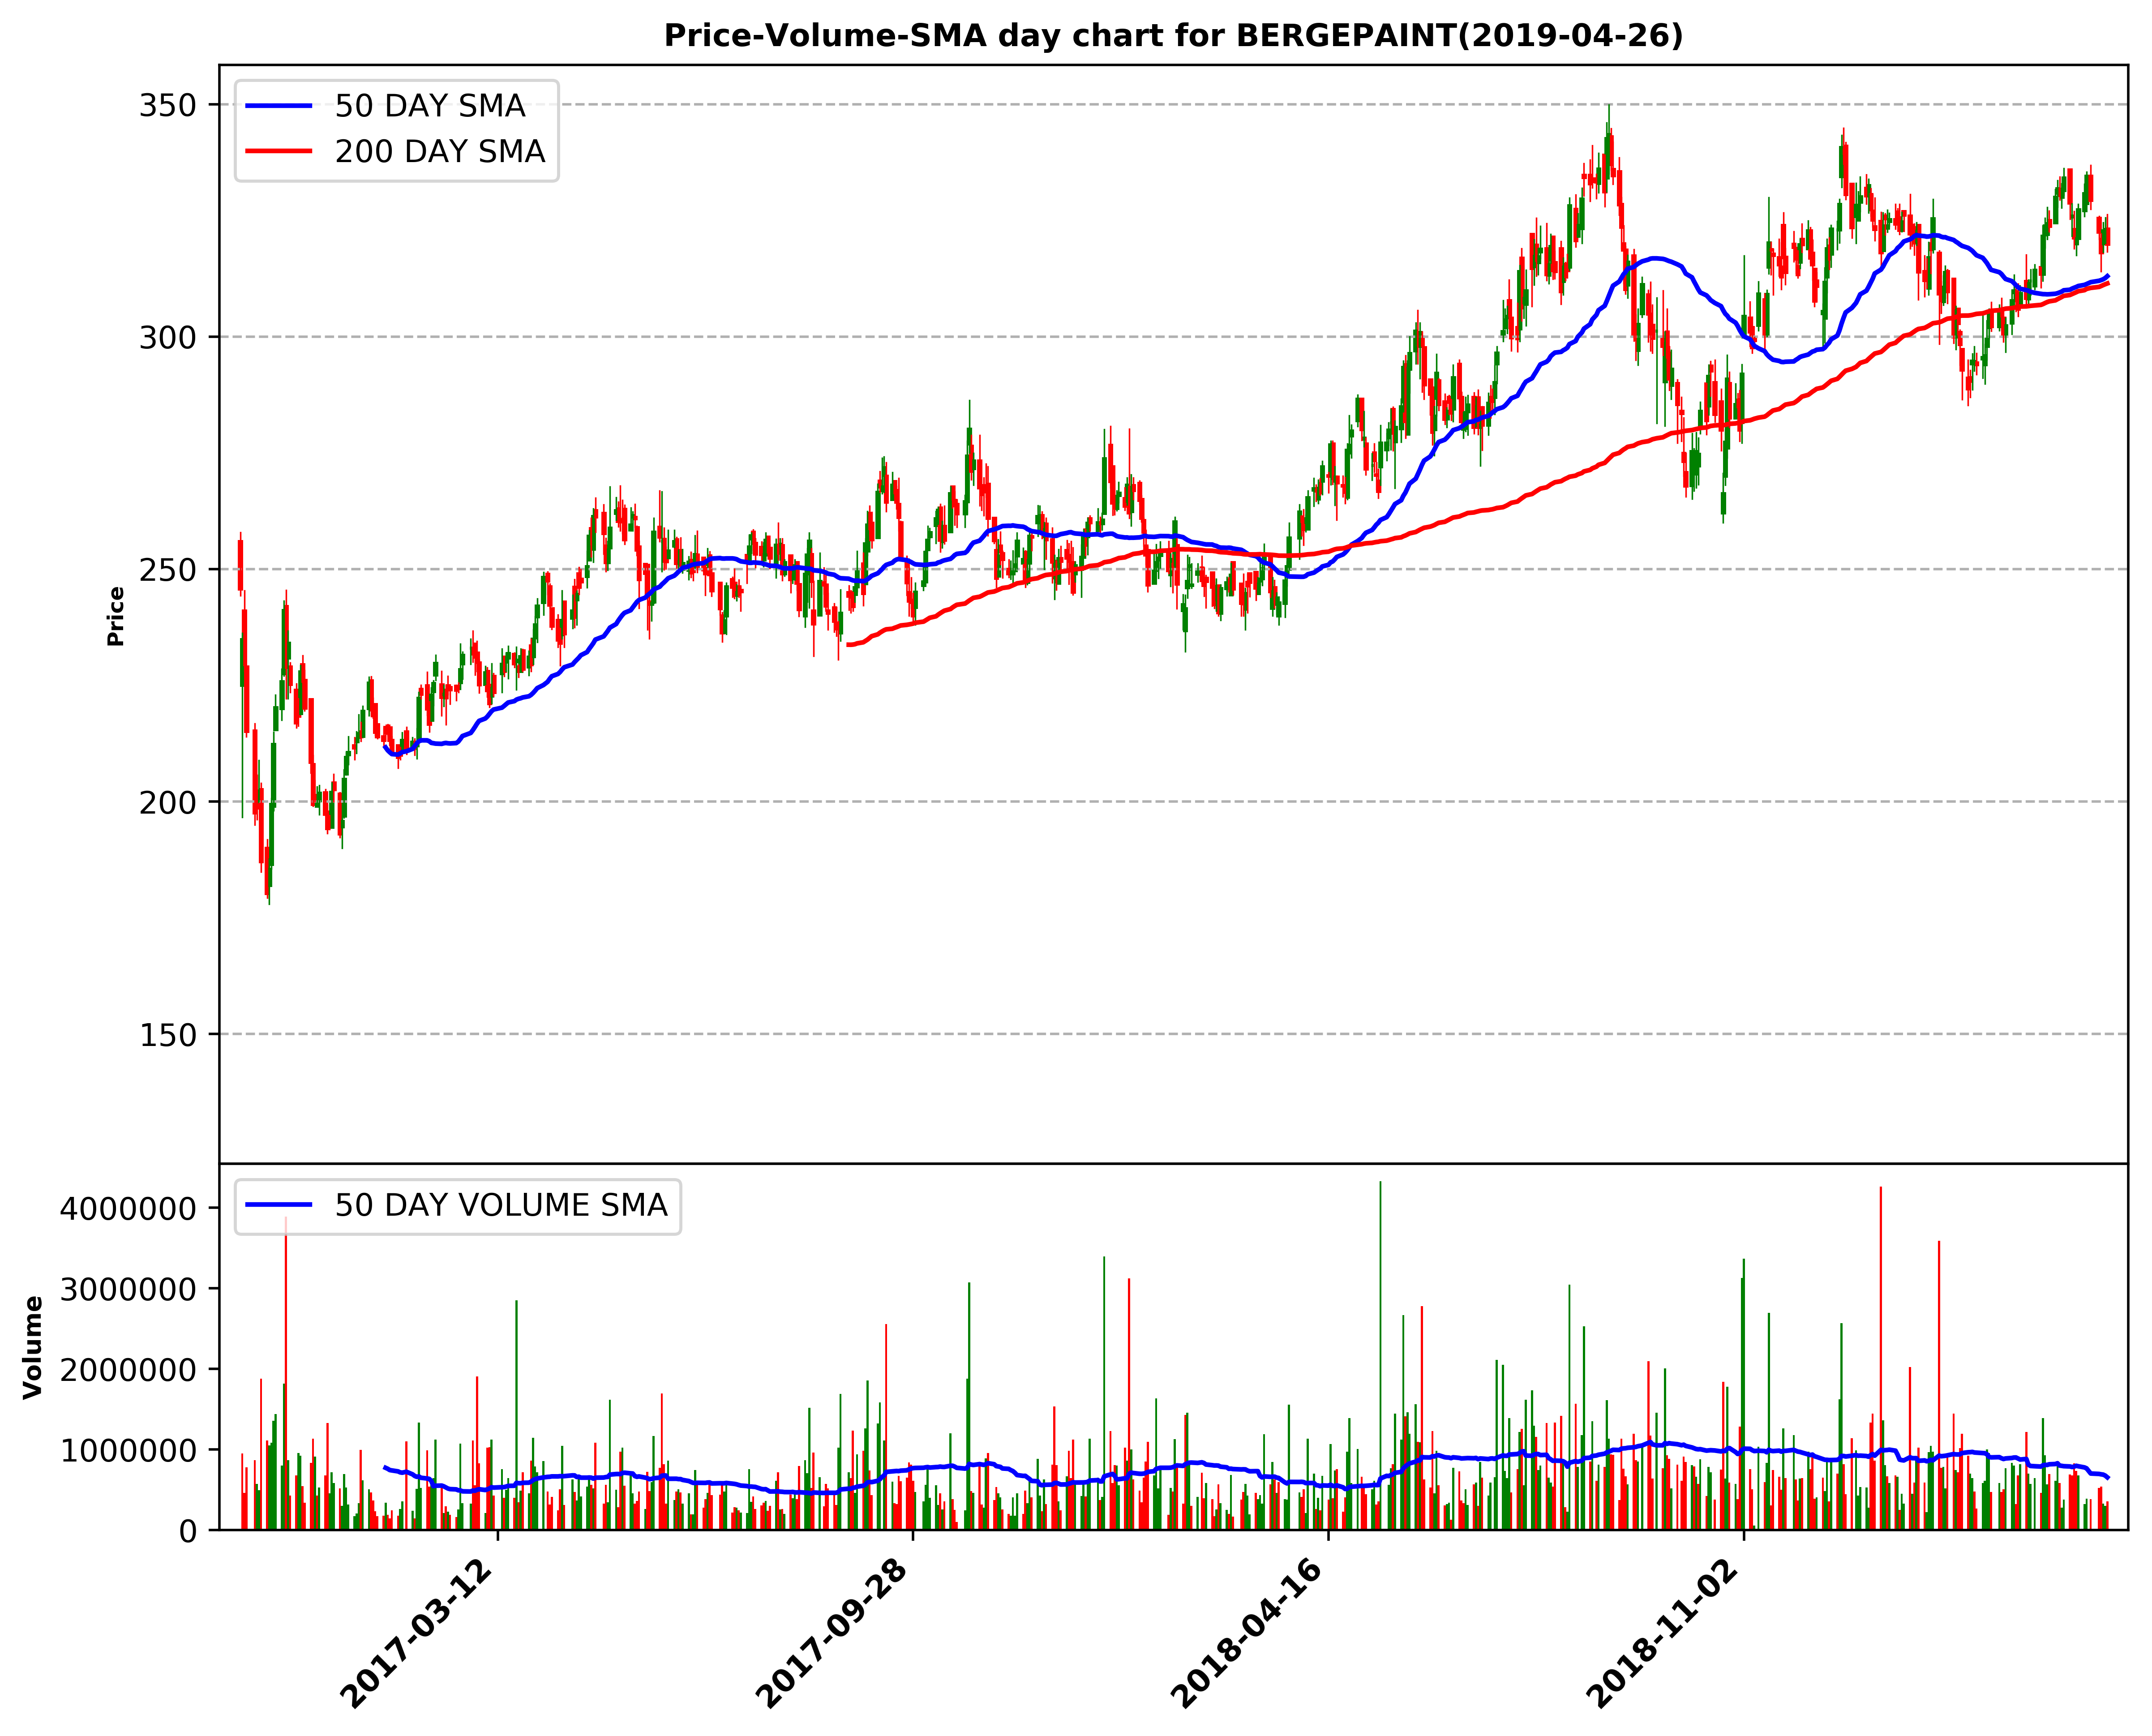 Price-Volume-SMA day chart for BERGEPAINT(2019-04-26)
50 DAY SMA
200 DAY SMA
350
300
250
200
150
Price
50 DAY VOLUME SMA
4000000
3000000
2000000
1000000
0
Volume
2017-03-12
2017-09-28
2018-04-16
2018-11-02